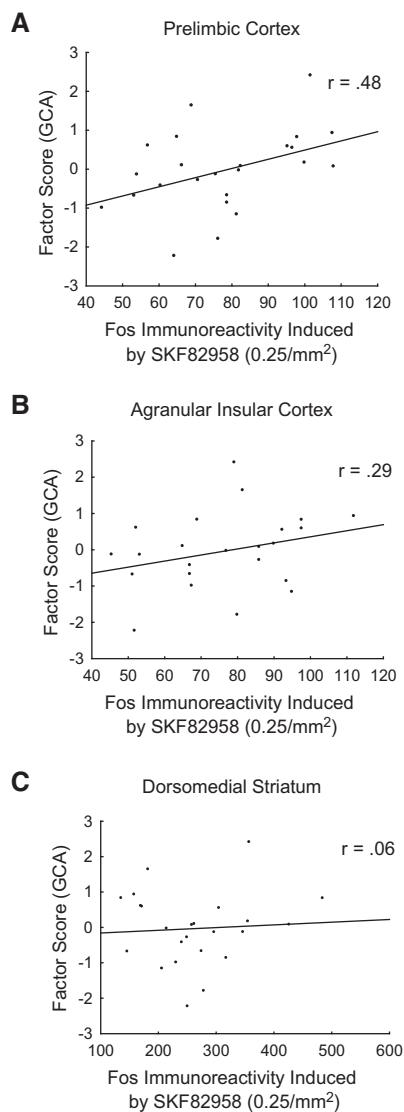 A
Prelimbic Cortex
3
2
1
0
-1
-2
-3
r = .48
Factor Score (GCA)
40 50 60 70 80 90 100 110 120
Fos Immunoreactivity Induced
by SKF82958 (0.25/mm²)
B
Agranular Insular Cortex
3
2
1
0
-1
-2
-3
r = .29
Factor Score (GCA)
40 50 60 70 80 90 100 110 120
Fos Immunoreactivity Induced
by SKF82958 (0.25/mm²)
C
Dorsomedial Striatum
3
2
1
0
-1
-2
-3
r = .06
Factor Score (GCA)
100 200 300 400 500 600
Fos Immunoreactivity Induced
by SKF82958 (0.25/mm²)